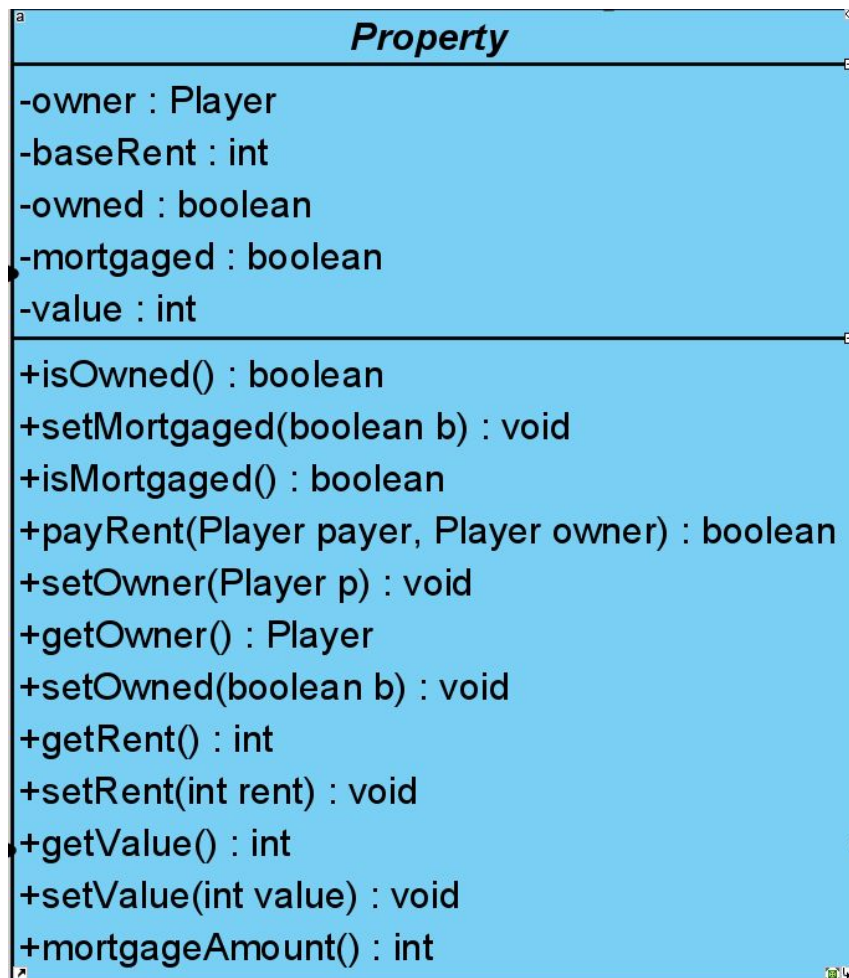 a
Property
-owner : Player
-baseRent : int
-owned : boolean
-mortgaged : boolean
-value : int
+isOwned() : boolean
+setMortgaged(boolean b) : void
+isMortgaged() : boolean
+payRent(Player payer, Player owner) : boolean
+setOwner(Player p) : void
+getOwner() : Player
+setOwned(boolean b) : void
+getRent() : int
+setRent(int rent) : void
+getValue() : int
+setValue(int value) : void
+mortgageAmount() : int